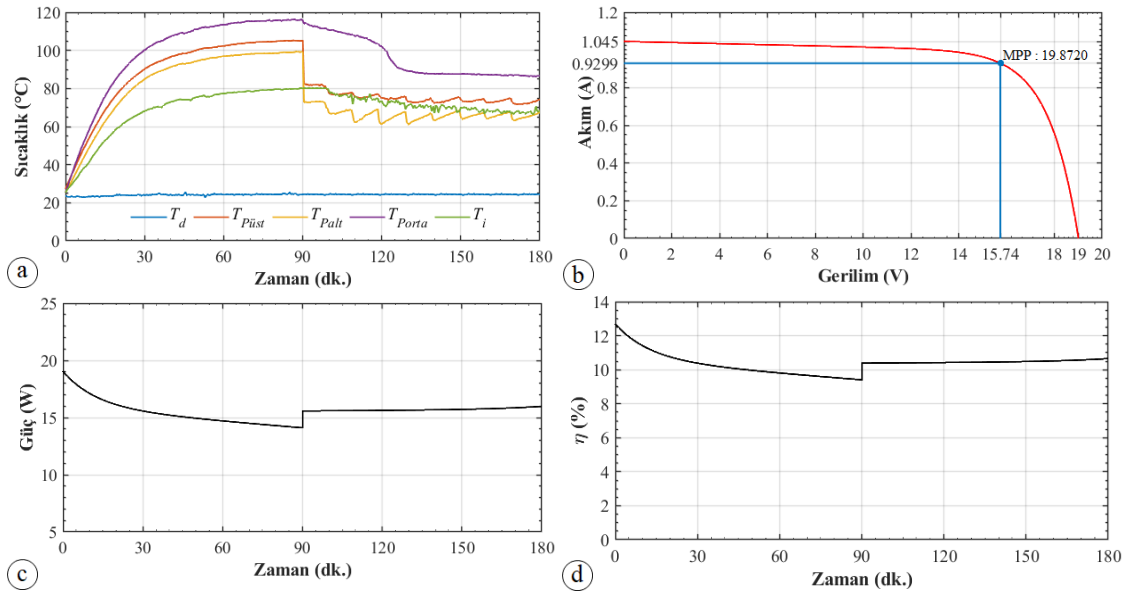 120
100
80
60
40
20
0
Sıcaklık (°C)
T_d T_Püst T_Palt T_Porta T_i
0 30 60 90 120 150 180
Zaman (dk.)
a
1.2
1.045
0.9299
0.8
0.6
0.4
0.2
0
Akım (A)
MPP : 19.8720
0 2 4 6 8 10 12 14 15.74 18 19 20
Gerilim (V)
b
25
20
15
10
5
Güç (W)
0 30 60 90 120 150 180
Zaman (dk.)
c
14
12
10
8
6
4
2
0
η (%)
0 30 60 90 120 150 180
Zaman (dk.)
d